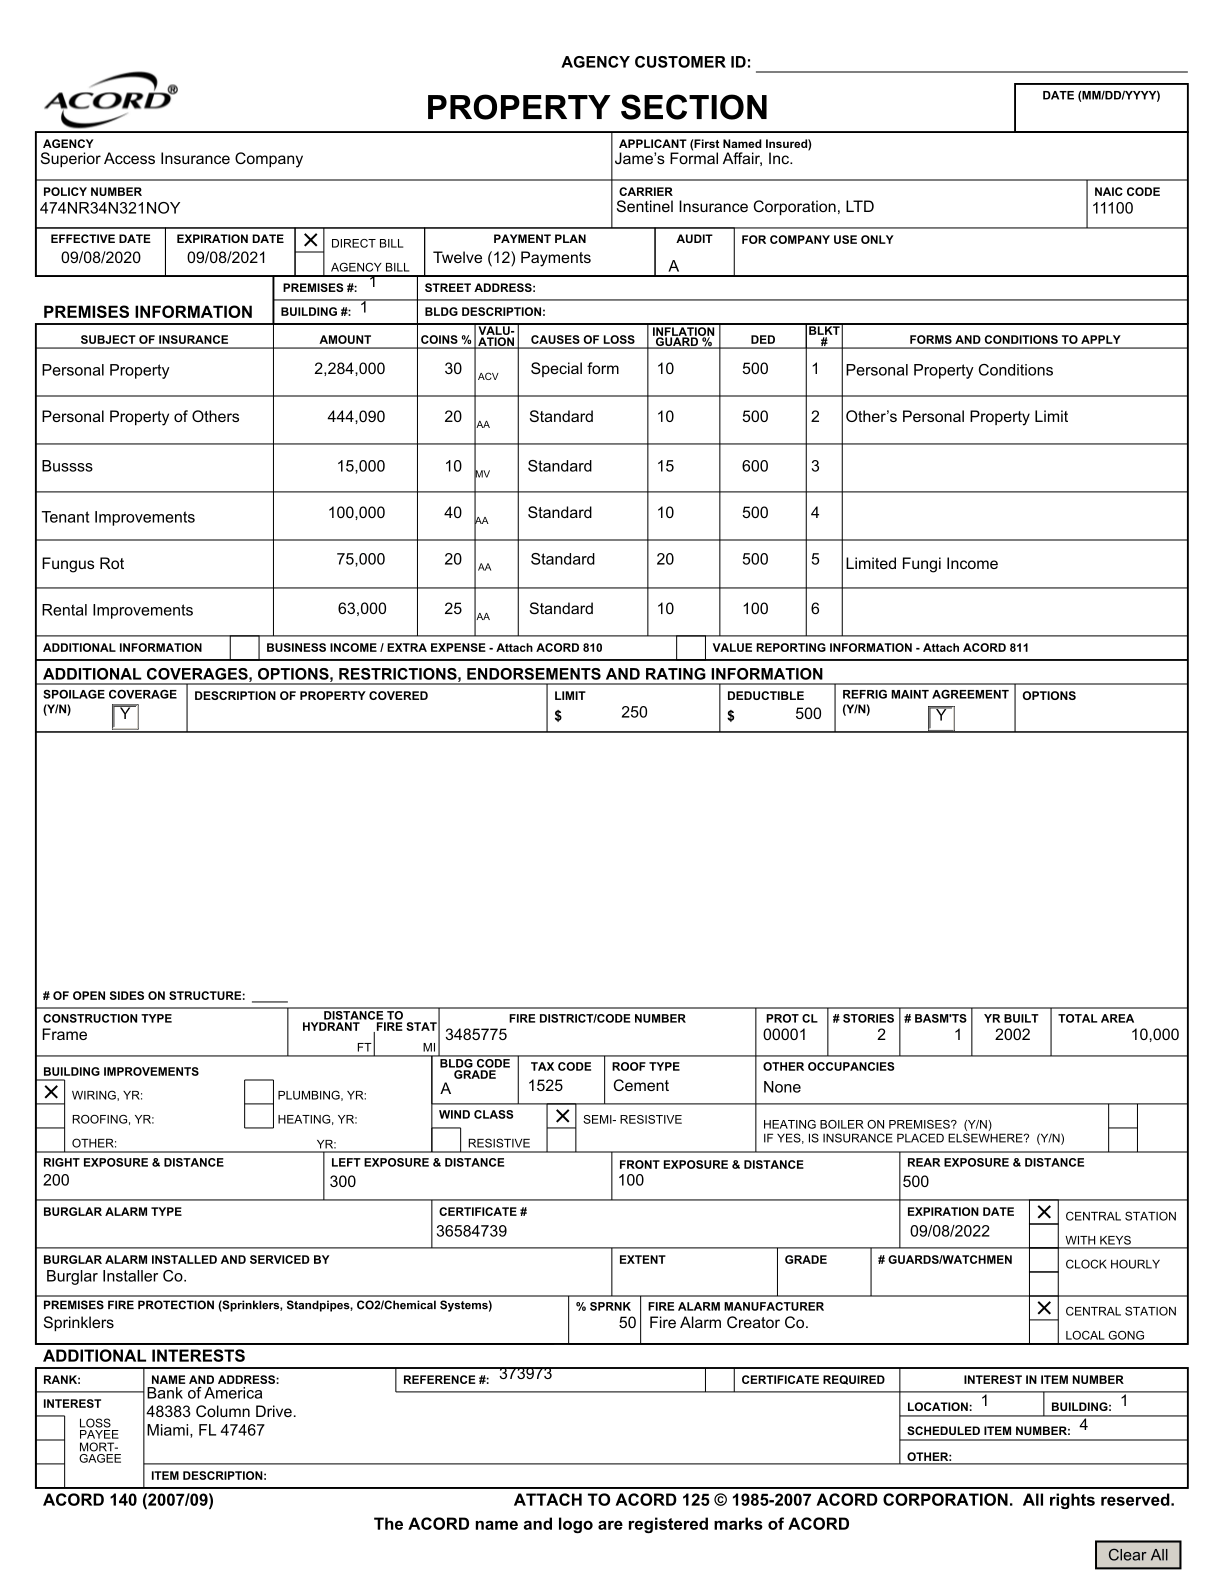 AGENCY CUSTOMER ID:
ACORD®
PROPERTY SECTION
DATE (MM/DD/YYYY)
AGENCY
Superior Access Insurance Company
APPLICANT (First Named Insured)
Jame's Formal Affair, Inc.
POLICY NUMBER
474NR34N321NOY
CARRIER
Sentinel Insurance Corporation, LTD
NAIC CODE
11100
EFFECTIVE DATE
09/08/2020
EXPIRATION DATE
09/08/2021
X DIRECT BILL
AGENCY BILL
PAYMENT PLAN
Twelve (12) Payments
AUDIT
A
FOR COMPANY USE ONLY
PREMISES INFORMATION
PREMISES #: 1
STREET ADDRESS:
BUILDING #: 1
BLDG DESCRIPTION:
SUBJECT OF INSURANCE AMOUNT COINS % VALU-ATION CAUSES OF LOSS INFLATION GUARD % DED BLKT # FORMS AND CONDITIONS TO APPLY
Personal Property 2,284,000 30 ACV Special form 10 500 1 Personal Property Conditions
Personal Property of Others 444,090 20 AA Standard 10 500 2 Other's Personal Property Limit
Bussss 15,000 10 MV Standard 15 600 3
Tenant Improvements 100,000 40 AA Standard 10 500 4
Fungus Rot 75,000 20 AA Standard 20 500 5 Limited Fungi Income
Rental Improvements 63,000 25 AA Standard 10 100 6
ADDITIONAL INFORMATION BUSINESS INCOME / EXTRA EXPENSE - Attach ACORD 810 VALUE REPORTING INFORMATION - Attach ACORD 811
ADDITIONAL COVERAGES, OPTIONS, RESTRICTIONS, ENDORSEMENTS AND RATING INFORMATION
SPOILAGE COVERAGE
(Y/N) Y
DESCRIPTION OF PROPERTY COVERED
LIMIT
$ 250
DEDUCTIBLE
$ 500
REFRIG MAINT AGREEMENT
(Y/N) Y
OPTIONS
# OF OPEN SIDES ON STRUCTURE:
CONSTRUCTION TYPE
Frame
DISTANCE TO
HYDRANT FIRE STAT
FT MI
FIRE DISTRICT/CODE NUMBER
3485775
PROT CL
00001
# STORIES
2
# BASM'TS
1
YR BUILT
2002
TOTAL AREA
10,000
BUILDING IMPROVEMENTS
X WIRING, YR: PLUMBING, YR:
ROOFING, YR: HEATING, YR:
OTHER: YR:
BLDG CODE
GRADE
A
TAX CODE
1525
ROOF TYPE
Cement
OTHER OCCUPANCIES
None
WIND CLASS X SEMI- RESISTIVE
RESISTIVE
HEATING BOILER ON PREMISES? (Y/N)
IF YES, IS INSURANCE PLACED ELSEWHERE? (Y/N)
RIGHT EXPOSURE & DISTANCE
200
LEFT EXPOSURE & DISTANCE
300
FRONT EXPOSURE & DISTANCE
100
REAR EXPOSURE & DISTANCE
500
BURGLAR ALARM TYPE
CERTIFICATE #
36584739
EXPIRATION DATE
09/08/2022
X CENTRAL STATION
WITH KEYS
BURGLAR ALARM INSTALLED AND SERVICED BY
Burglar Installer Co.
EXTENT
GRADE
# GUARDS/WATCHMEN
CLOCK HOURLY
PREMISES FIRE PROTECTION (Sprinklers, Standpipes, CO2/Chemical Systems)
Sprinklers
% SPRNK
50
FIRE ALARM MANUFACTURER
Fire Alarm Creator Co.
X CENTRAL STATION
LOCAL GONG
ADDITIONAL INTERESTS
RANK:
INTEREST
LOSS
PAYEE
MORT-
GAGEE
NAME AND ADDRESS:
Bank of America
48383 Column Drive.
Miami, FL 47467
REFERENCE #: 373973
CERTIFICATE REQUIRED
INTEREST IN ITEM NUMBER
LOCATION: 1 BUILDING: 1
SCHEDULED ITEM NUMBER: 4
OTHER:
ITEM DESCRIPTION:
ACORD 140 (2007/09) ATTACH TO ACORD 125 © 1985-2007 ACORD CORPORATION. All rights reserved.
The ACORD name and logo are registered marks of ACORD
Clear All